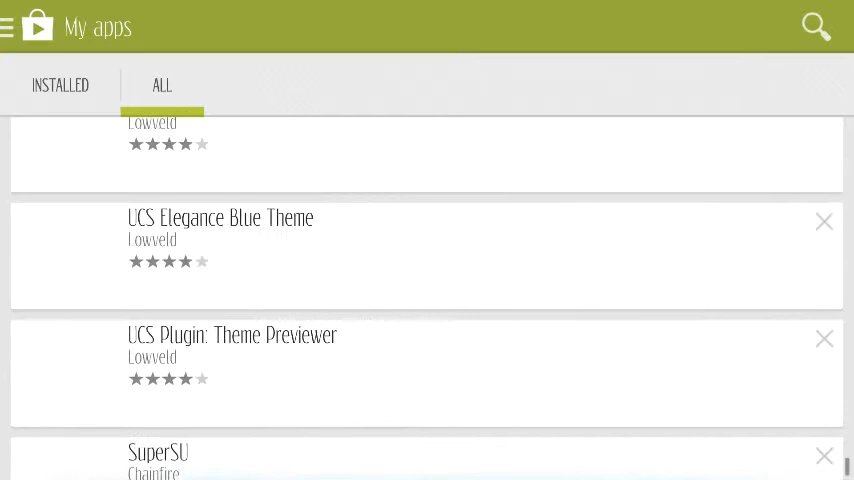 My apps
INSTALLED
ALL
Lowveld
UCS Elegance Blue Theme
Lowveld
UCS Plugin: Theme Previewer
Lowveld
SuperSU
Chainfire